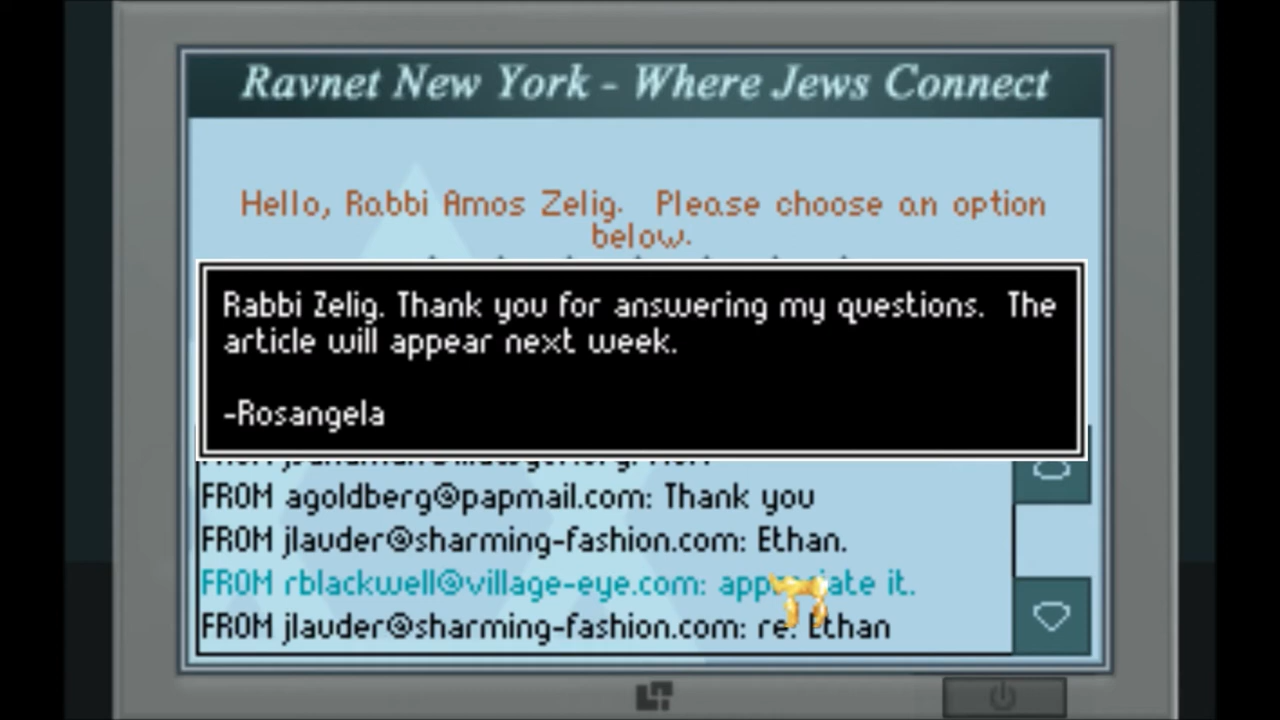 Ravnet New York - Where Jews Connect
Hello, Rabbi Amos Zelig. Please choose an option
below.
Rabbi Zelig. Thank you for answering my questions. The
article will appear next week.
-Rosangela
FROM agoldberg@papmail.com: Thank you
FROM jlauder@sharming-fashion.com: Ethan.
FROM rblackwell@village-eye.com: appreciate it.
FROM jlauder@sharming-fashion.com: re: Ethan